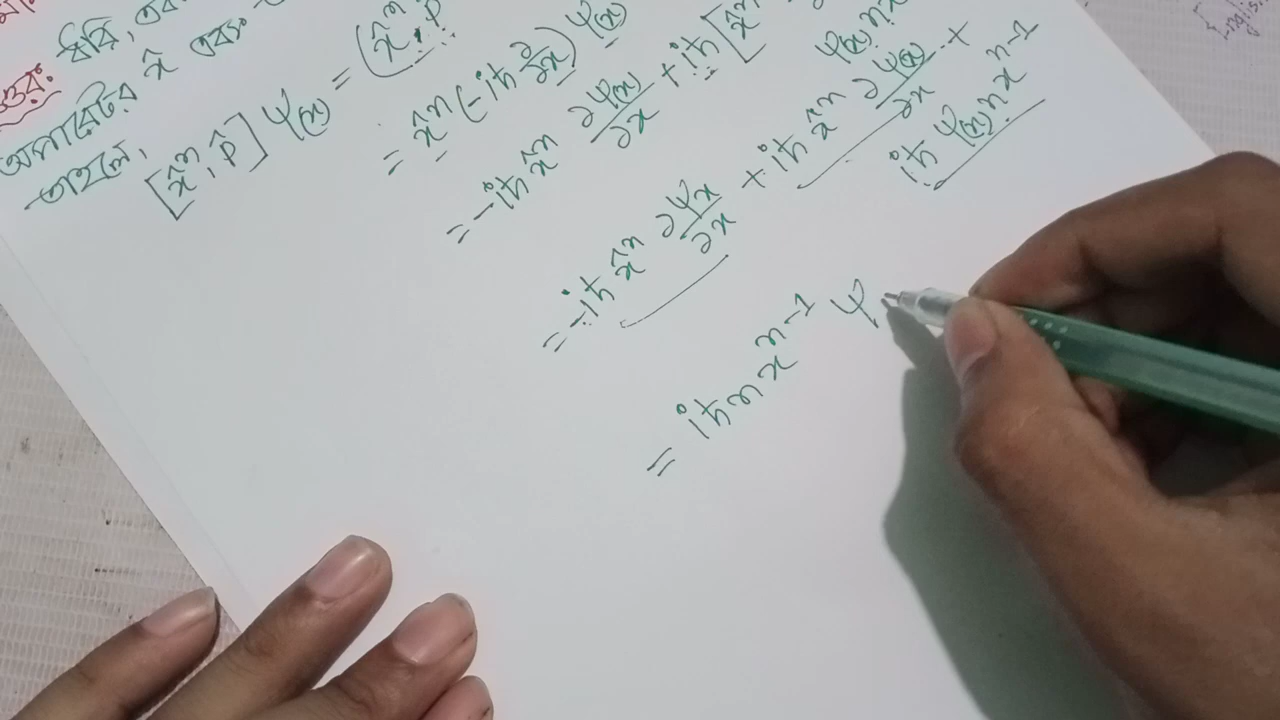 ধরি,
উত্তর: অপারেটর x̂ এবং
তাহলে,
[x̂ⁿ, p̂] ψ(x) = (x̂ⁿ.p̂
= x̂ⁿ (-iħ ∂/∂x) ψ(x)
= -iħ x̂ⁿ ∂ψ(x)/∂x + iħ [x̂ⁿ
ψ(x) n x
= -iħ x̂ⁿ ∂ψx/∂x + iħ x̂ⁿ ∂ψ(x)/∂x +
iħ ψ(x) n xⁿ⁻¹
= iħ n xⁿ⁻¹ ψ